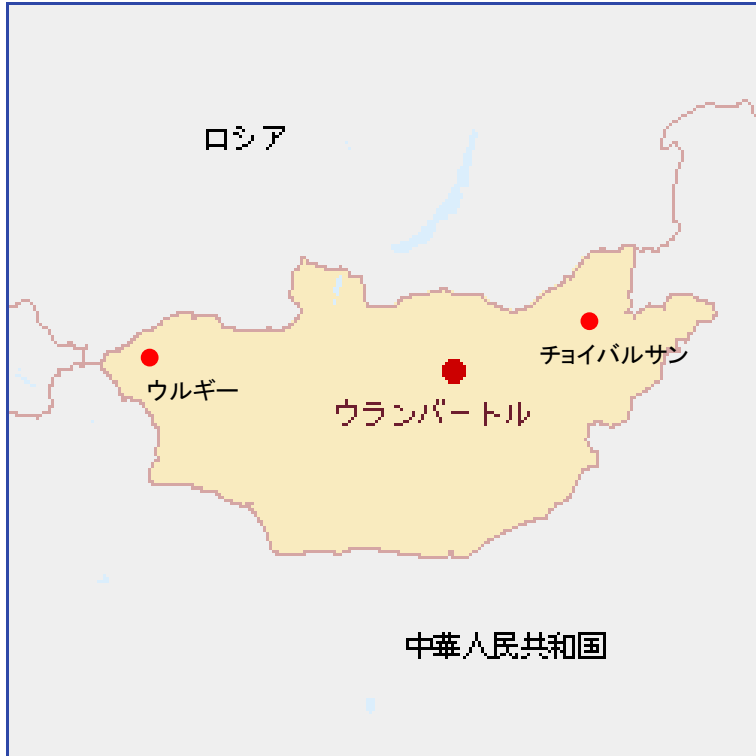 ロシア
チョイバルサン
ウルギー
ウランバートル
中華人民共和国